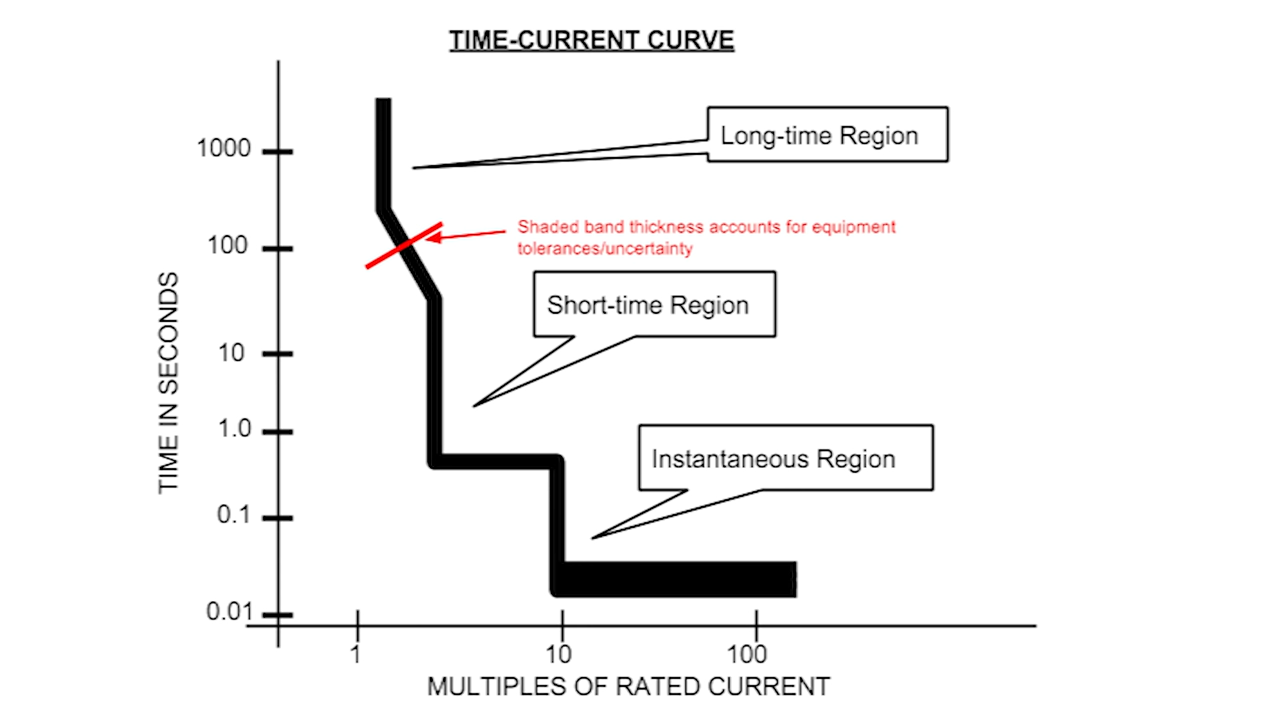 TIME-CURRENT CURVE
Long-time Region
1000
Shaded band thickness accounts for equipment
tolerances/uncertainty
100
Short-time Region
10
1.0
Instantaneous Region
0.1
0.01
TIME IN SECONDS
1
10
100
MULTIPLES OF RATED CURRENT